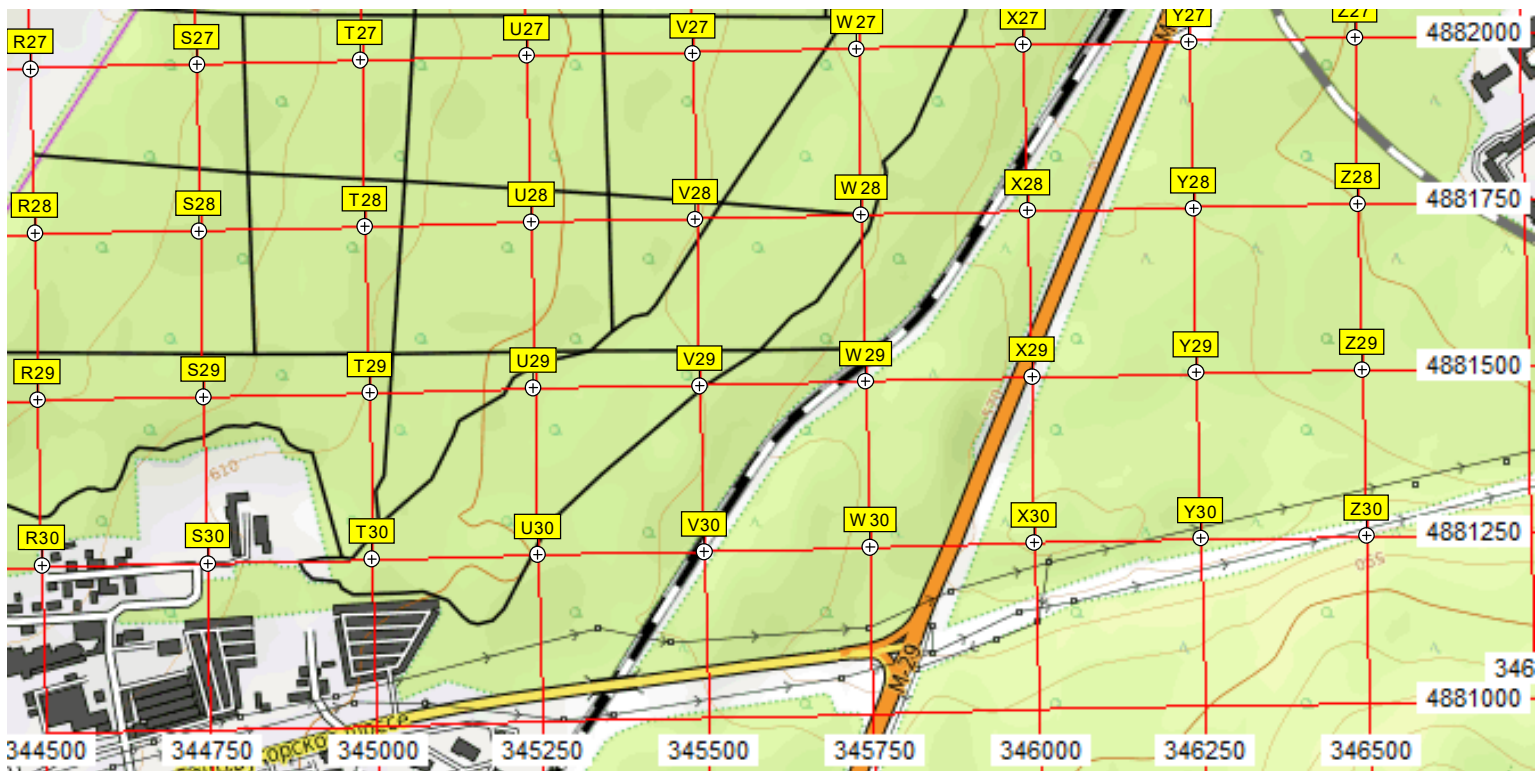 R27 S27 T27 U27 V27 W27 X27 Y27 Z27 4882000
R28 S28 T28 U28 V28 W28 X28 Y28 Z28 4881750
R29 S29 T29 U29 V29 W29 X29 Y29 Z29 4881500
610
R30 S30 T30 U30 V30 W30 X30 Y30 Z30 4881250
550
M-29
346
4881000
344500 344750 345000 345250 345500 345750 346000 346250 346500